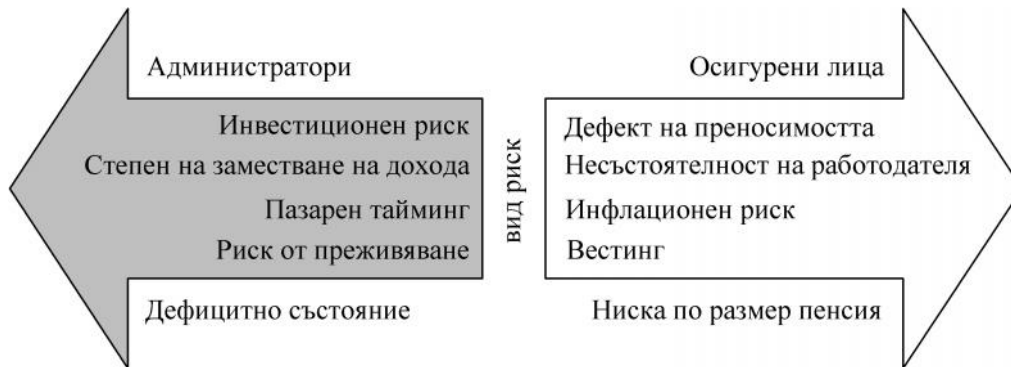 Администратори
Инвестиционен риск
Степен на заместване на дохода
Пазарен тайминг
Риск от преживяване
Дефицитно състояние
вид риск
Осигурени лица
Дефект на преносимостта
Несъстоятелност на работодателя
Инфлационен риск
Вестинг
Ниска по размер пенсия